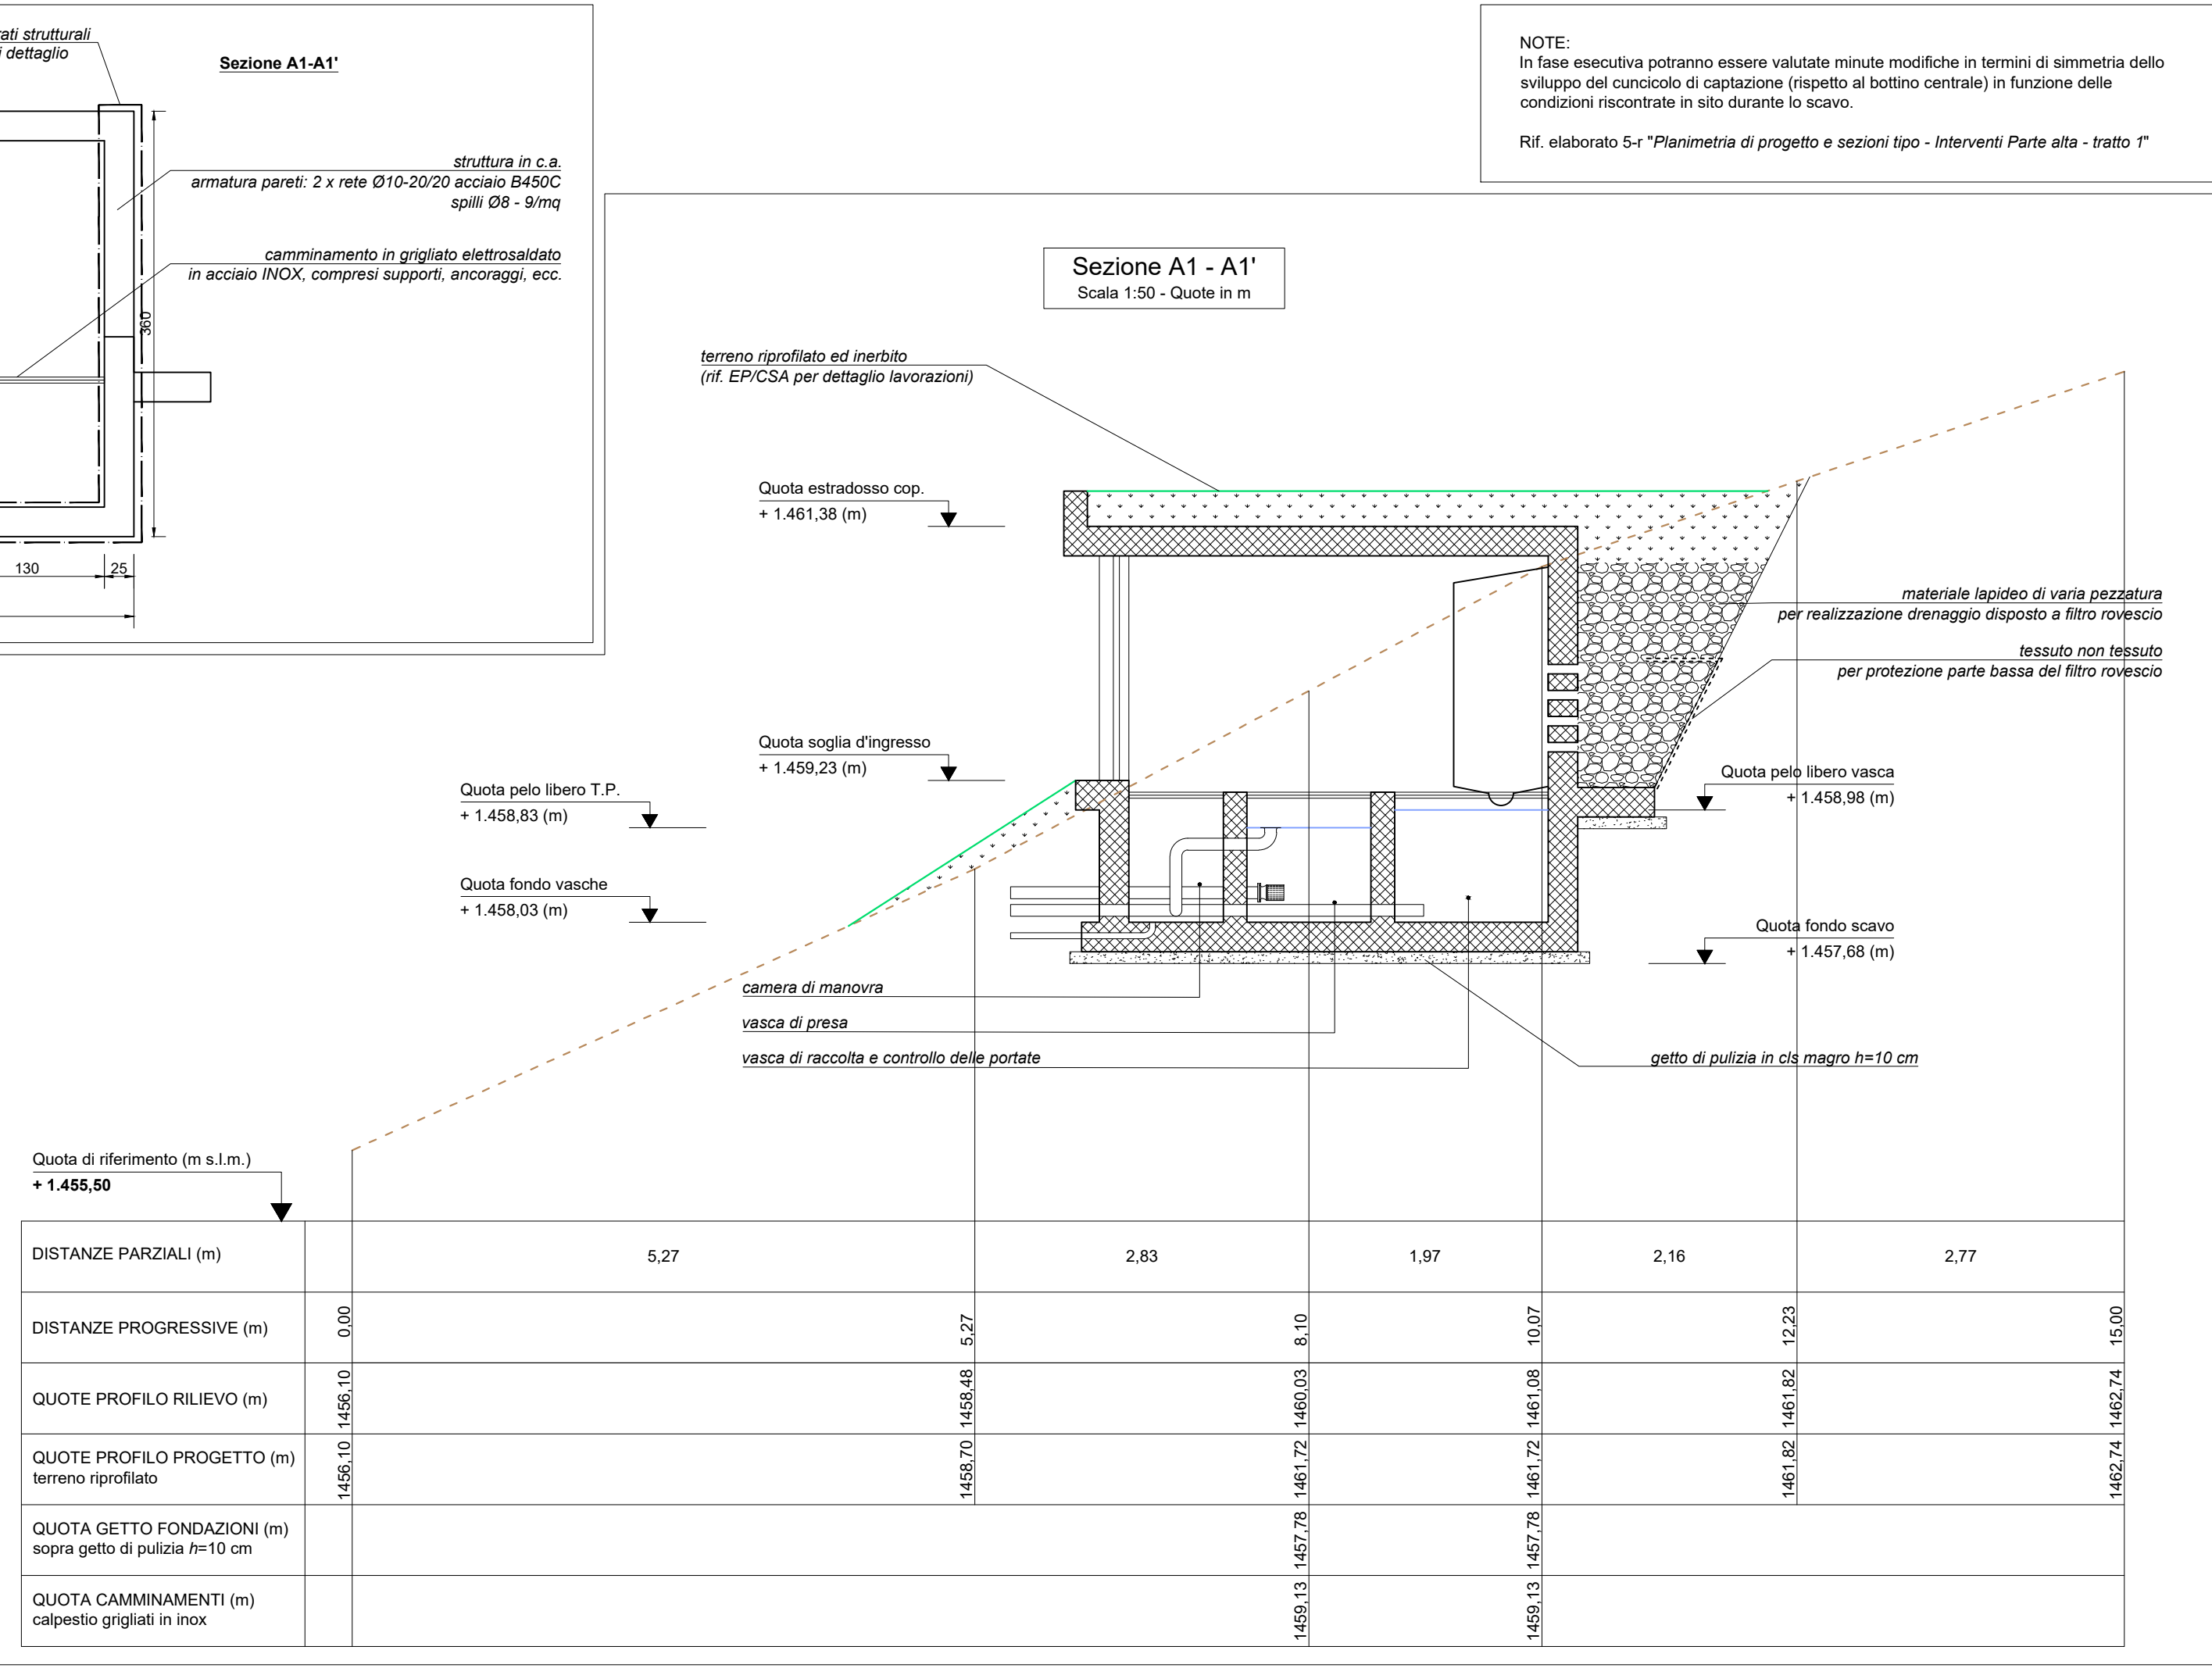 rati strutturali
i dettaglio
Sezione A1-A1'
struttura in c.a.
armatura pareti: 2 x rete Ø10-20/20 acciaio B450C
spilli Ø8 - 9/mq
camminamento in grigliato elettrosaldato
in acciaio INOX, compresi supporti, ancoraggi, ecc.
360
130
25
NOTE:
In fase esecutiva potranno essere valutate minute modifiche in termini di simmetria dello
sviluppo del cuncicolo di captazione (rispetto al bottino centrale) in funzione delle
condizioni riscontrate in sito durante lo scavo.
Rif. elaborato 5-r "Planimetria di progetto e sezioni tipo - Interventi Parte alta - tratto 1"
Sezione A1 - A1'
Scala 1:50 - Quote in m
terreno riprofilato ed inerbito
(rif. EP/CSA per dettaglio lavorazioni)
Quota estradosso cop.
+ 1.461,38 (m)
materiale lapideo di varia pezzatura
per realizzazione drenaggio disposto a filtro rovescio
tessuto non tessuto
per protezione parte bassa del filtro rovescio
Quota soglia d'ingresso
+ 1.459,23 (m)
Quota pelo libero T.P.
+ 1.458,83 (m)
Quota pelo libero vasca
+ 1.458,98 (m)
Quota fondo vasche
+ 1.458,03 (m)
Quota fondo scavo
+ 1.457,68 (m)
camera di manovra
vasca di presa
vasca di raccolta e controllo delle portate
getto di pulizia in cls magro h=10 cm
Quota di riferimento (m s.l.m.)
+ 1.455,50
DISTANZE PARZIALI (m)
5,27
2,83
1,97
2,16
2,77
DISTANZE PROGRESSIVE (m)
0,00
5,27
8,10
10,07
12,23
15,00
QUOTE PROFILO RILIEVO (m)
1456,10
1458,48
1460,03
1461,08
1461,82
1462,74
QUOTE PROFILO PROGETTO (m)
terreno riprofilato
1456,10
1458,70
1461,72
1461,72
1461,82
1462,74
QUOTA GETTO FONDAZIONI (m)
sopra getto di pulizia h=10 cm
1457,78
1457,78
QUOTA CAMMINAMENTI (m)
calpestio grigliati in inox
1459,13
1459,13